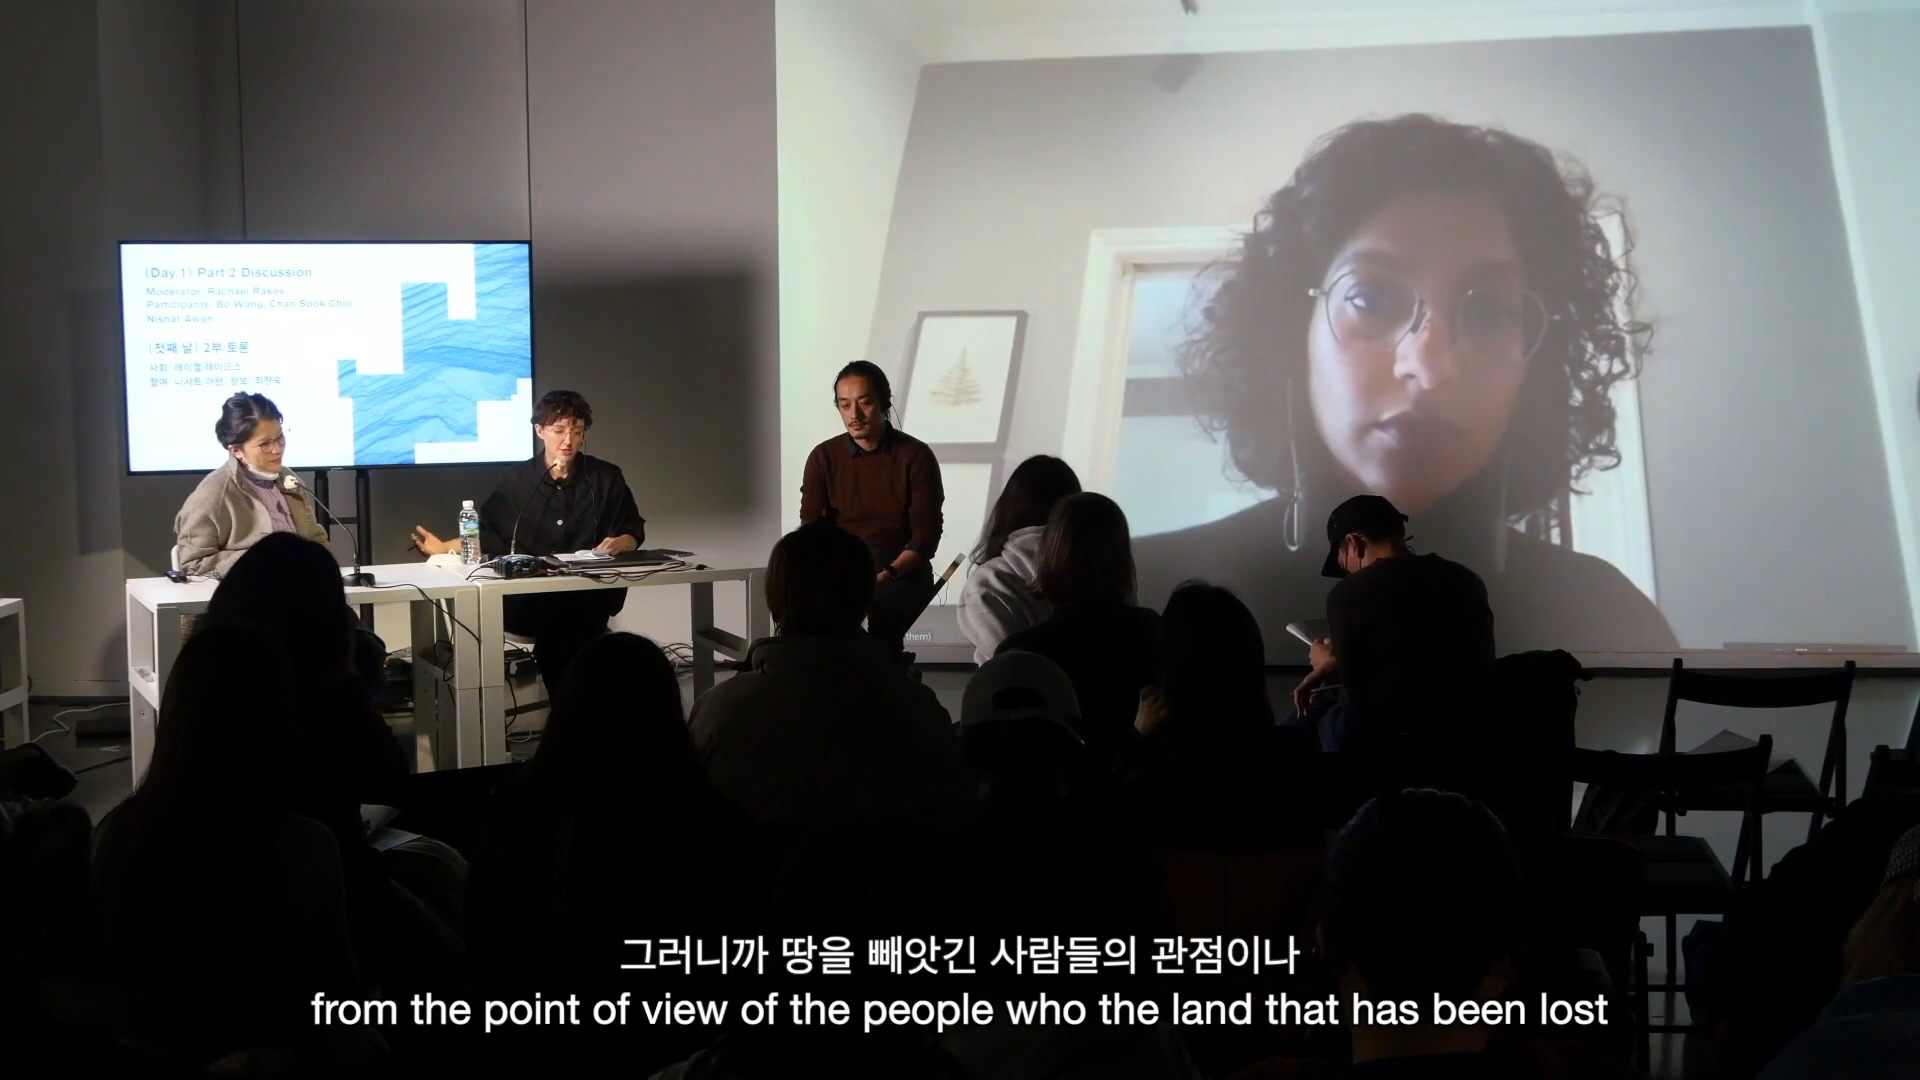 (Day.1) Part 2 Discussion
Moderator: Rachael Rakes
Participants: Bo Wang, Chan Sook Choi
Nishat Awan
(첫째 날) 2부 토론
사회: 레이첼 레이크스
참여: 니샤트 아완, 왕보, 최찬숙
them)
그러니까 땅을 빼앗긴 사람들의 관점이나
from the point of view of the people who the land that has been lost